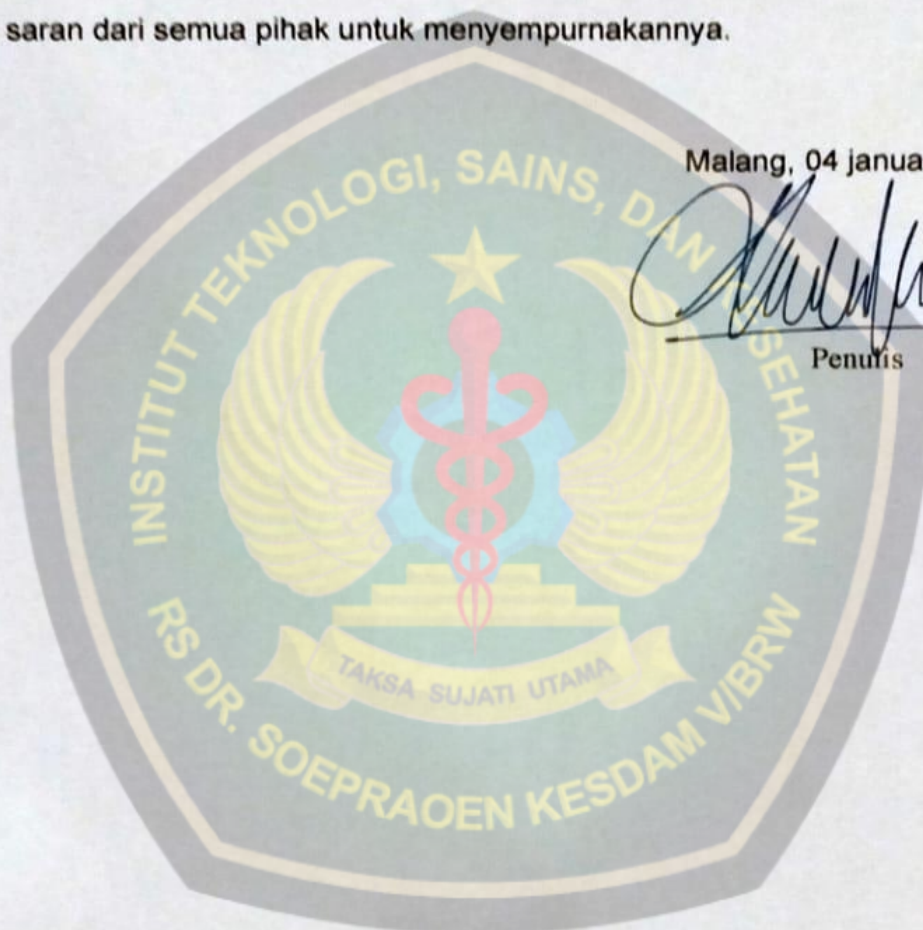 saran dari semua pihak untuk menyempurnakannya.
Malang, 04 janua
Penulis
INSTITUT TEKNOLOGI, SAINS, DAN KESEHATAN
TAKSA SUJATI UTAMA
RS DR. SOEPRAOEN KESDAM V/BRW